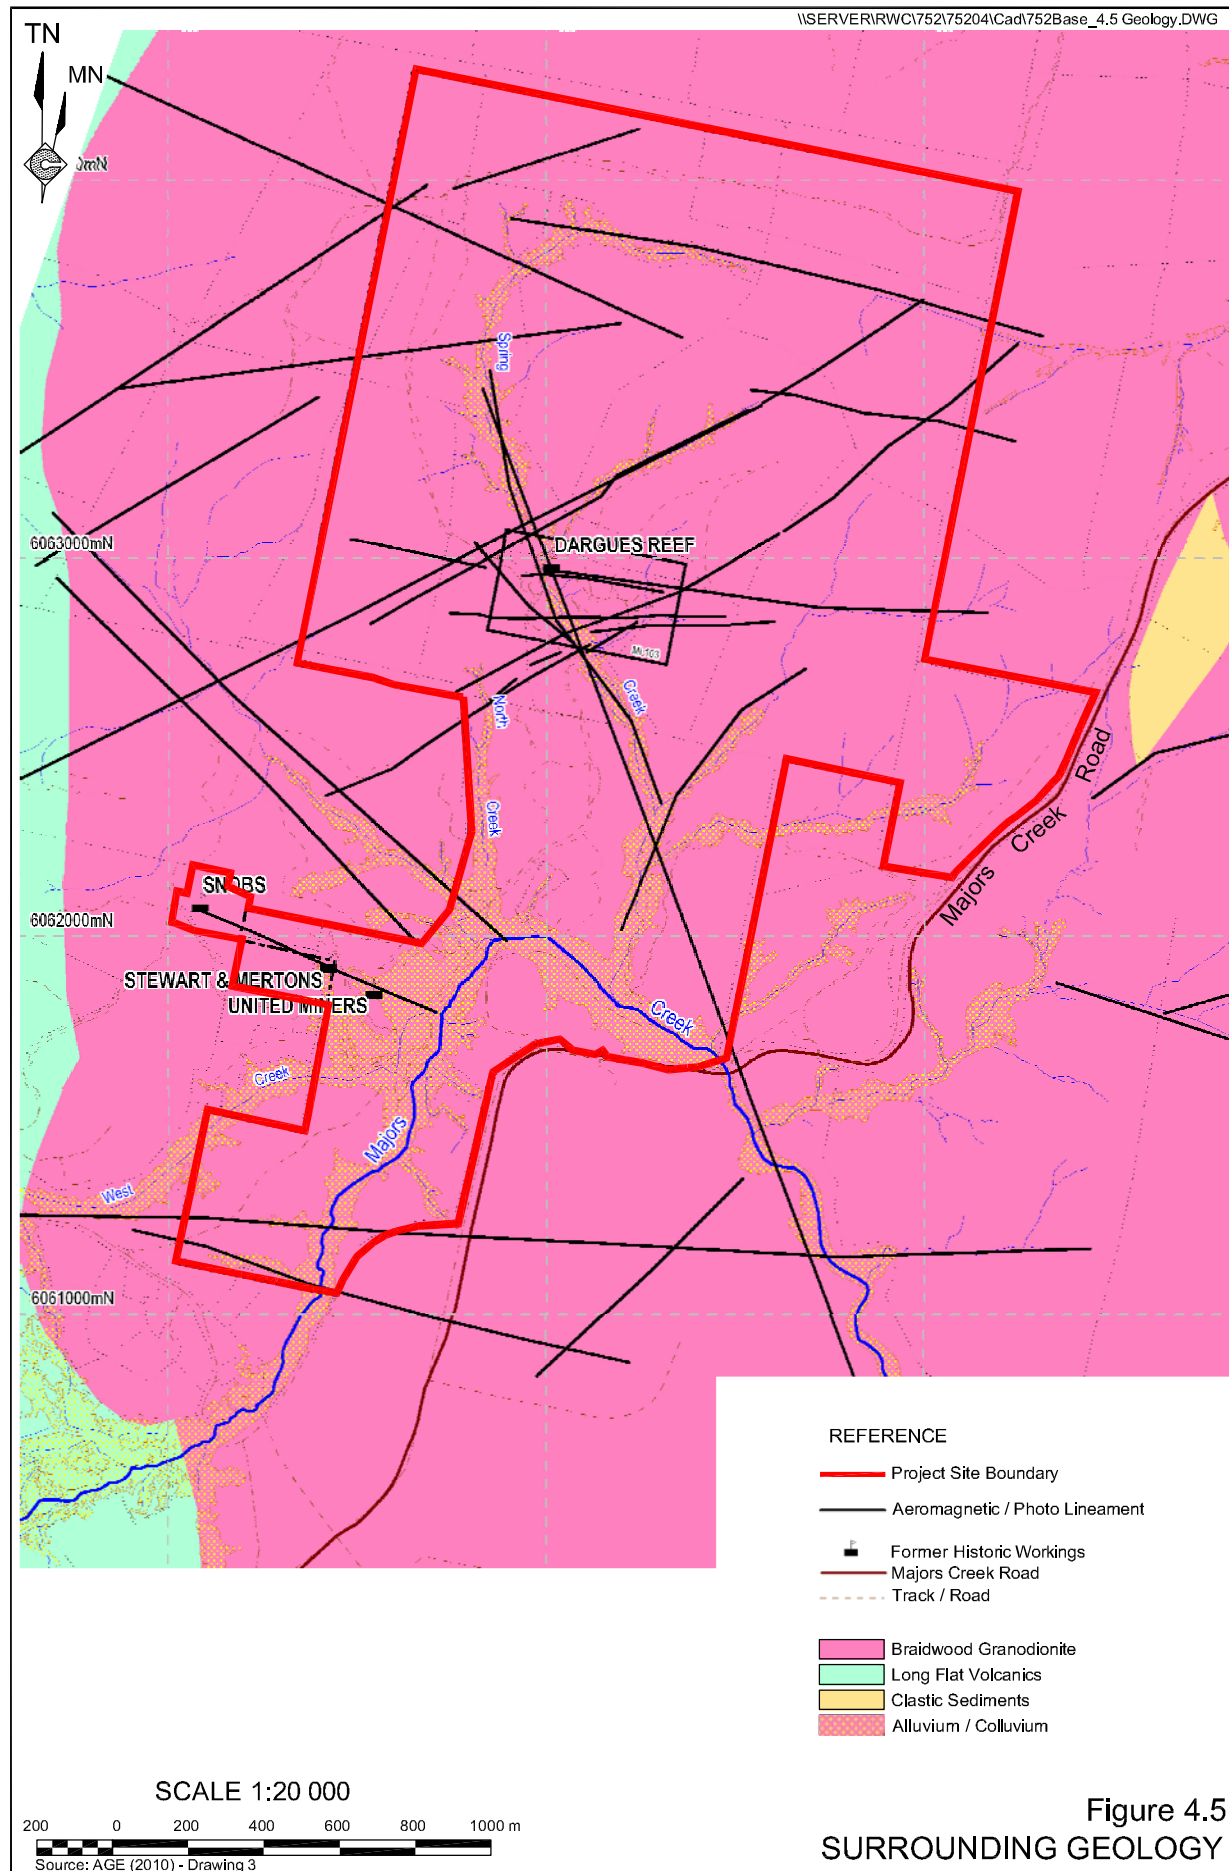 \\SERVER\RWC\752\75204\Cad\752Base_4.5 Geology.DWG
TN
MN
Spring
6063000mN
DARGUES REEF
ML103
Creek
North
Creek
Road
Creek
Majors
SNOBS
6062000mN
STEWART & MERTONS
UNITED MINERS
Creek
Creek
Majors
West
6061000mN
REFERENCE
Project Site Boundary
Aeromagnetic / Photo Lineament
Former Historic Workings
Majors Creek Road
Track / Road
Braidwood Granodionite
Long Flat Volcanics
Clastic Sediments
Alluvium / Colluvium
SCALE 1:20 000
200 0 200 400 600 800 1000 m
Source: AGE (2010) - Drawing 3
Figure 4.5
SURROUNDING GEOLOGY